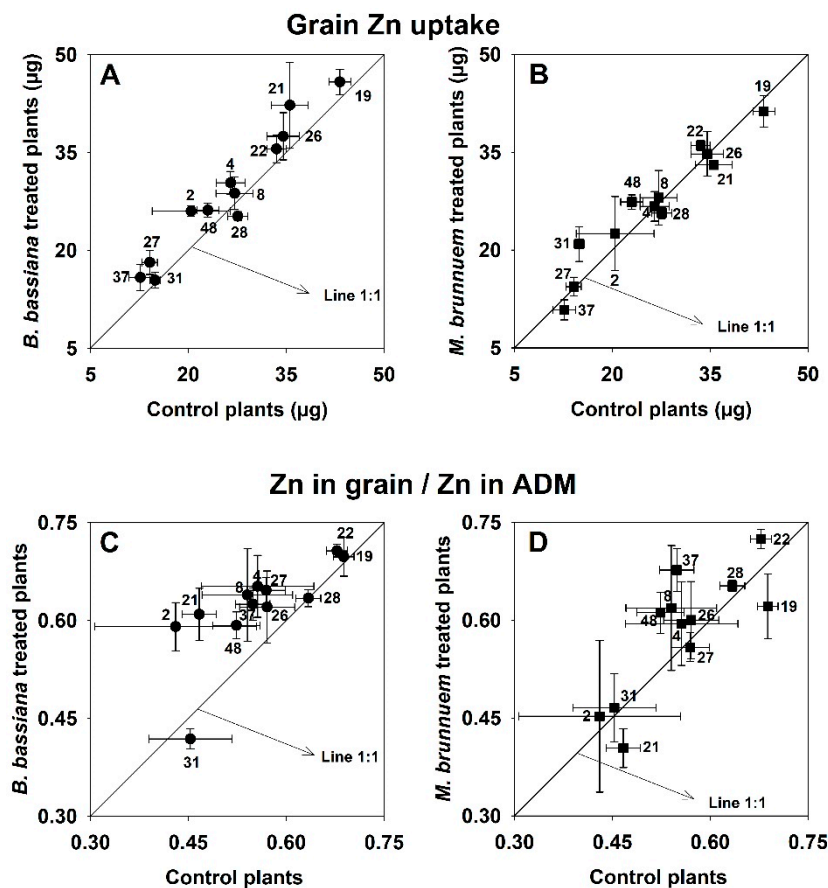 Grain Zn uptake
A
B. bassiana treated plants (µg)
50
35
20
5
21
19
26
22
4
8
2
48
28
27
37
31
Line 1:1
5 20 35 50
Control plants (µg)
B
M. brunnuem treated plants (µg)
50
35
20
5
19
22
26
21
48
8
4
28
31
2
27
37
Line 1:1
5 20 35 50
Control plants (µg)
Zn in grain / Zn in ADM
C
B. bassiana treated plants
0.75
0.60
0.45
0.30
22
19
4
27
8
28
21
37
26
2
48
31
Line 1:1
0.30 0.45 0.60 0.75
Control plants
D
M. brunnuem treated plants
0.75
0.60
0.45
0.30
22
37
28
8
19
48
26
4
27
31
2
21
Line 1:1
0.30 0.45 0.60 0.75
Control plants